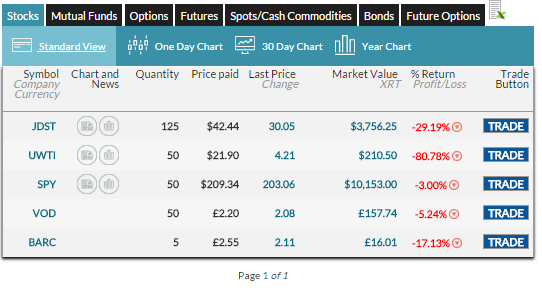 Stocks Mutual Funds Options Futures Spots/Cash Commodities Bonds Future Options
Standard View One Day Chart 30 Day Chart Year Chart
Symbol Chart and Quantity Price paid Last Price Market Value % Return Trade
Company News Change XRT Profit/Loss Button
Currency
JDST 125 $42.44 30.05 $3,756.25 -29.19% TRADE
UWTI 50 $21.90 4.21 $210.50 -80.78% TRADE
SPY 50 $209.34 203.06 $10,153.00 -3.00% TRADE
VOD 50 £2.20 2.08 £157.74 -5.24% TRADE
BARC 5 £2.55 2.11 £16.01 -17.13% TRADE
Page 1 of 1